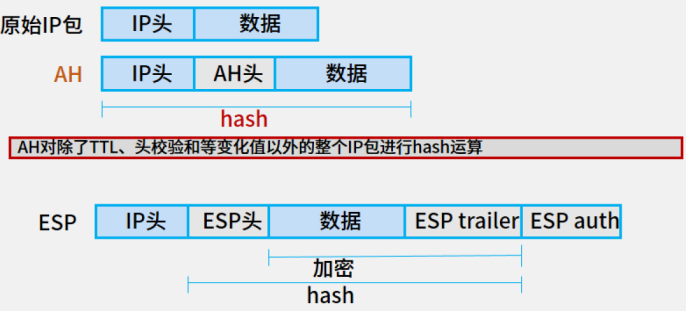 原始IP包 IP头 数据
AH IP头 AH头 数据
hash
AH对除了TTL、头校验和等变化值以外的整个IP包进行hash运算
ESP IP头 ESP头 数据 ESP trailer ESP auth
加密
hash